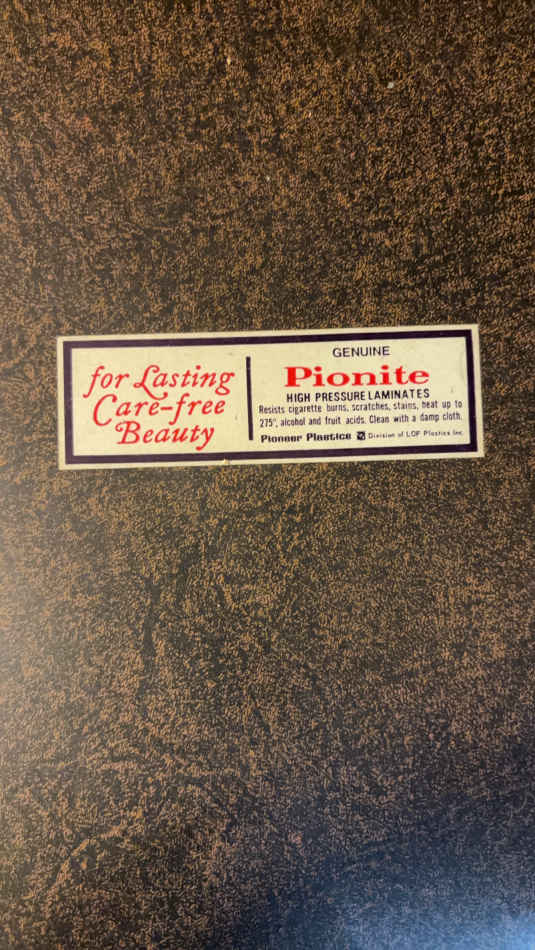 for Lasting
Care-free
Beauty
GENUINE
Pionite
HIGH PRESSURE LAMINATES
Resists cigarette burns, scratches, stains, heat up to
275°, alcohol and fruit acids. Clean with a damp cloth.
Pioneer Plastics Division of LOF Plastics Inc.